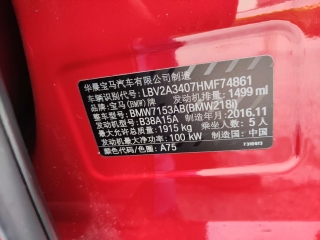 华晨宝马汽车有限公司制造
车辆识别代号: LBV2A3407HMF74861
品牌: 宝马(BMW)牌 发动机排量: 1499 ml
整车型号: BMW7153AB(BMW218i)
发动机型号: B38A15A 制造年月: 2016.11
最大允许总质量: 1915 kg 乘坐人数: 5 人
发动机最大净功率: 100 kW 制造国: 中国
颜色代码/色图: A75